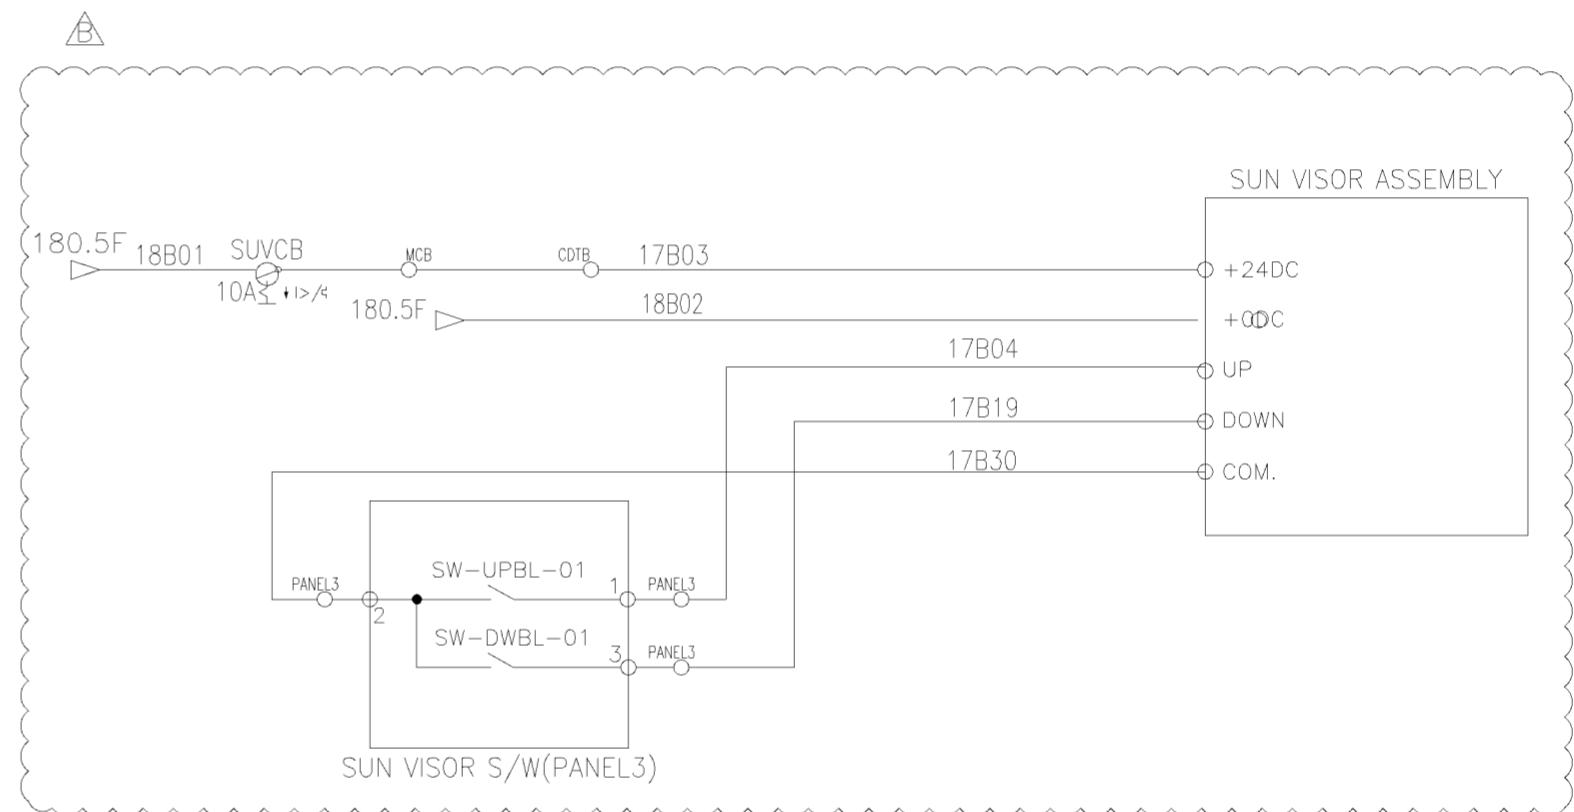 B
SUN VISOR ASSEMBLY
180.5F 18B01 SUVCB MCB CDTB 17B03
+24DC
10A I>/
180.5F 18B02
17B04
UP
17B19
DOWN
17B30
COM.
SW-UPBL-01
PANEL3 2 1 PANEL3
SW-DWBL-01
3 PANEL3
SUN VISOR S/W(PANEL3)